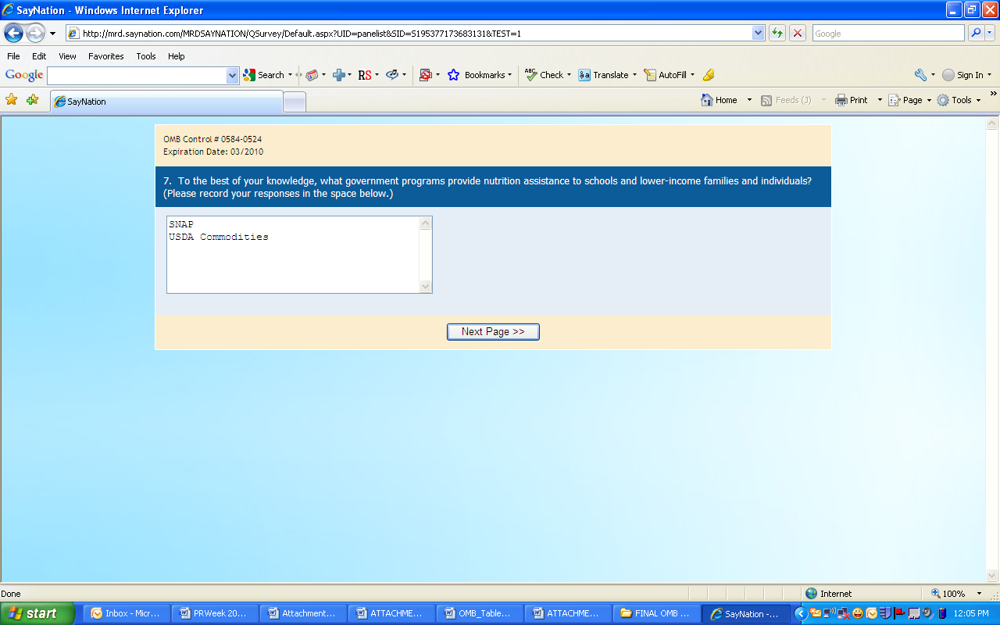 SayNation - Windows Internet Explorer
http://mrd.saynation.com/MRDSAYNATION/QSurvey/Default.aspx?UID=panelist&SID=S195377173683131&TEST=1
Google
File Edit View Favorites Tools Help
Google Search RS Bookmarks ABC Check Translate AutoFill Sign In
SayNation Home Feeds (J) Print Page Tools
OMB Control # 0584-0524
Expiration Date: 03/2010
7. To the best of your knowledge, what government programs provide nutrition assistance to schools and lower-income families and individuals?
(Please record your responses in the space below.)
SNAP
USDA Commodities
Next Page >>
Done Internet 100%
start Inbox - Micr... PRWeek 20... Attachment... ATTACHME... OMB_Table... ATTACHME... FINAL OMB ... SayNation -... 12:05 PM